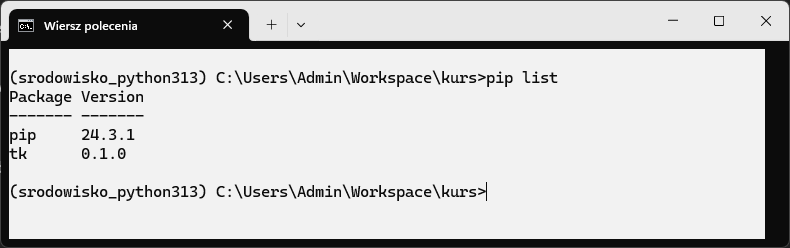 Wiersz polecenia
(srodowisko_python313) C:\Users\Admin\Workspace\kurs>pip list
Package Version
------- -------
pip     24.3.1
tk      0.1.0
(srodowisko_python313) C:\Users\Admin\Workspace\kurs>